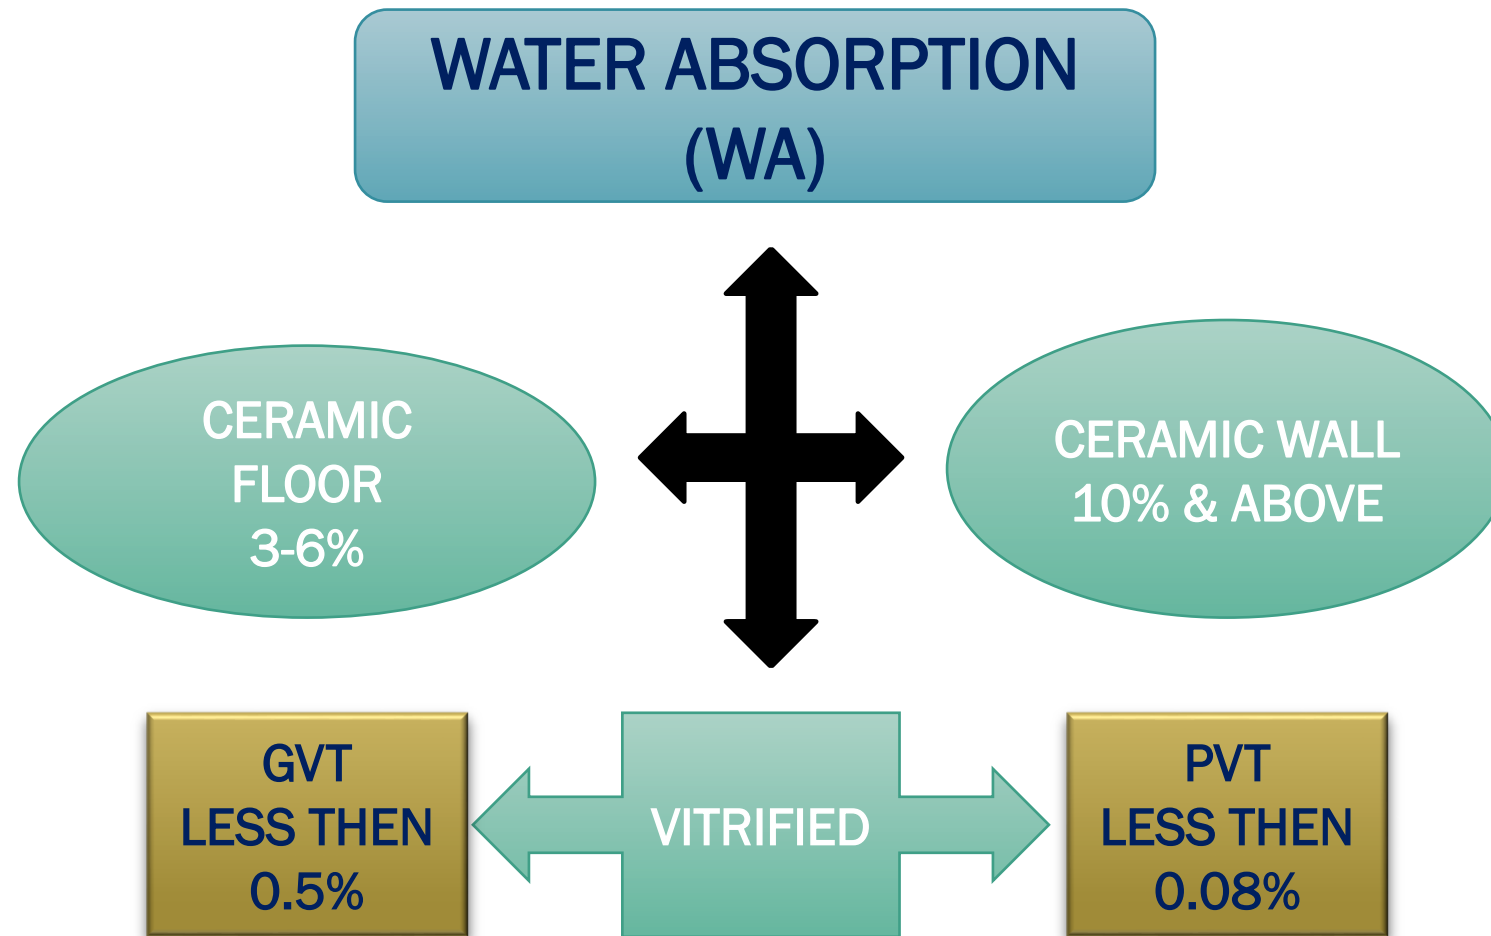 WATER ABSORPTION
(WA)
CERAMIC
FLOOR
3-6%
CERAMIC WALL
10% & ABOVE
GVT
LESS THEN
0.5%
VITRIFIED
PVT
LESS THEN
0.08%